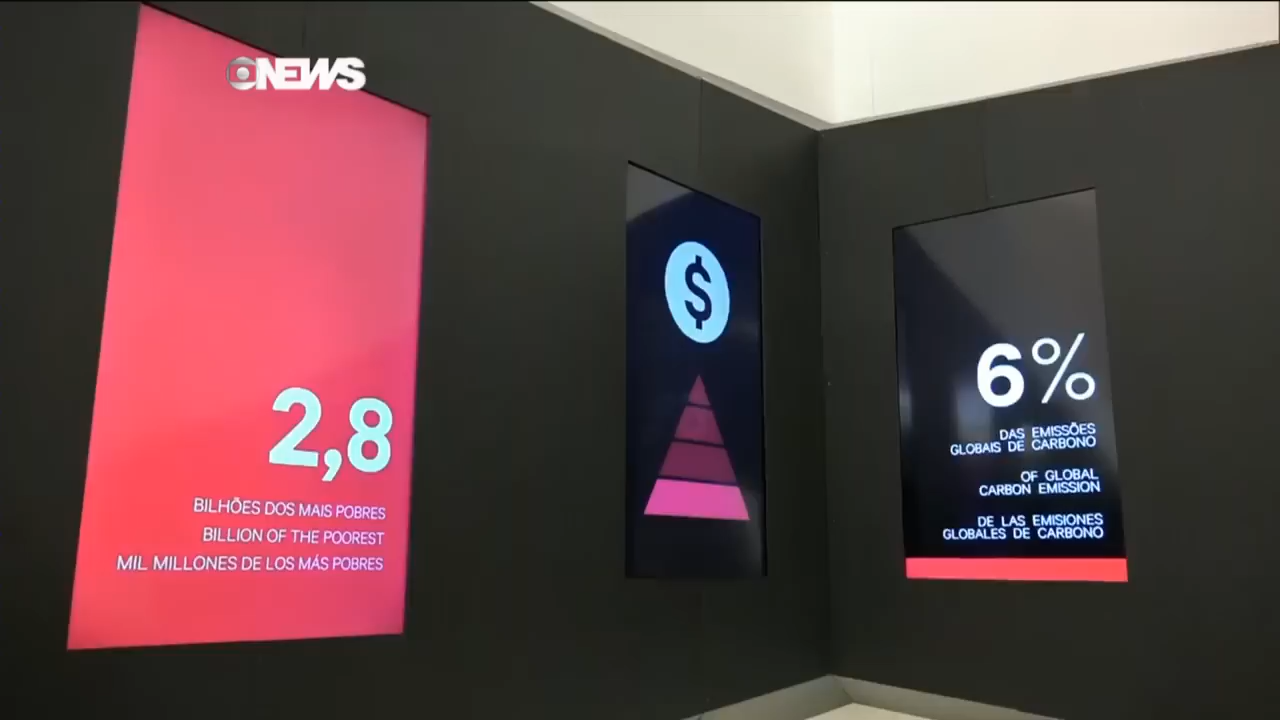 NEWS
2,8
BILHÕES DOS MAIS POBRES
BILLION OF THE POOREST
MIL MILLONES DE LOS MÁS POBRES
$
6%
DAS EMISSÕES
GLOBAIS DE CARBONO
OF GLOBAL
CARBON EMISSION
DE LAS EMISIONES
GLOBALES DE CARBONO